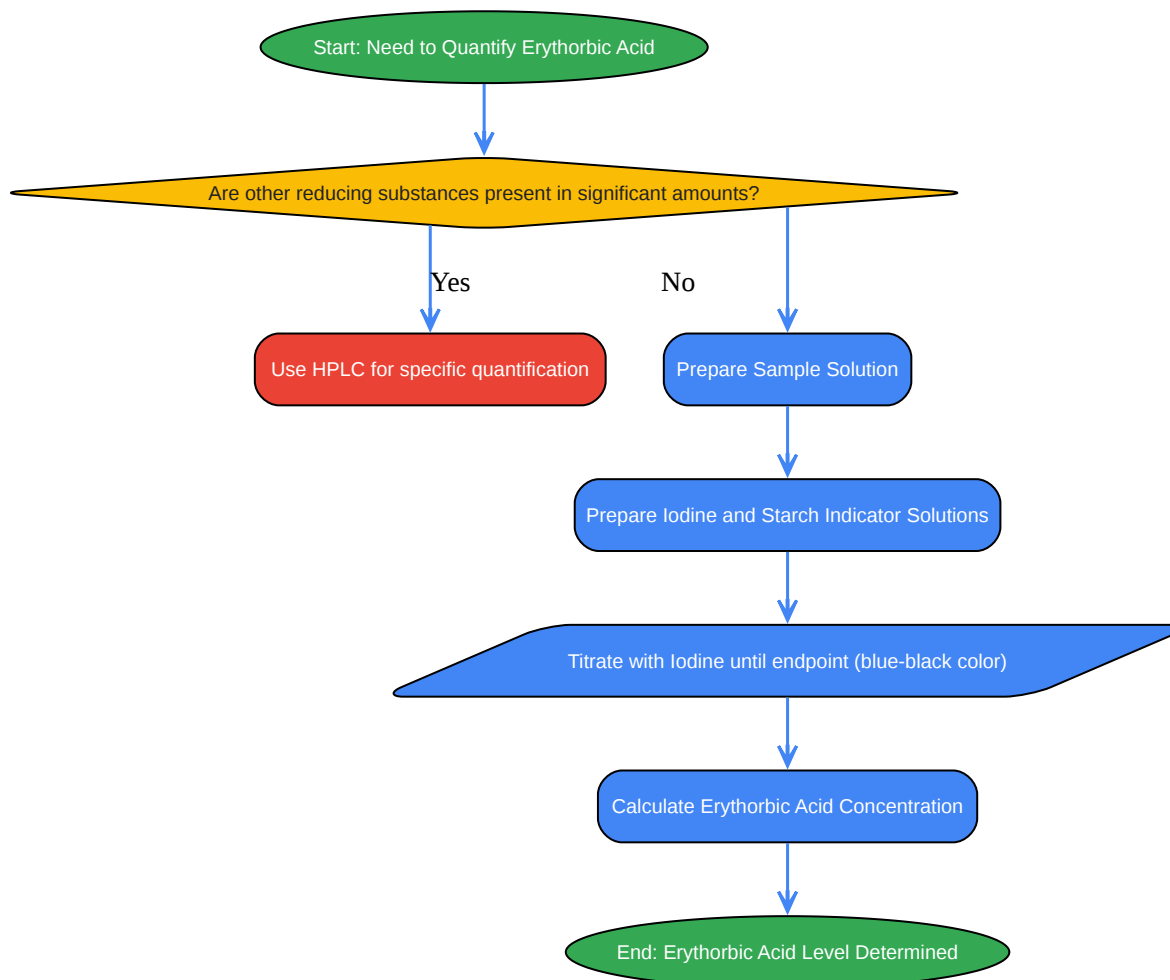 Start: Need to Quantify Erythorbic Acid
Are other reducing substances present in significant amounts?
Yes
No
Use HPLC for specific quantification
Prepare Sample Solution
Prepare Iodine and Starch Indicator Solutions
Titrate with Iodine until endpoint (blue-black color)
Calculate Erythorbic Acid Concentration
End: Erythorbic Acid Level Determined